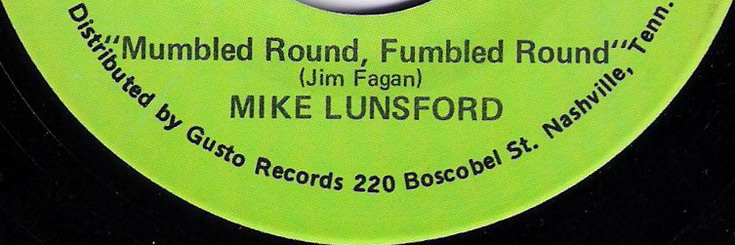 "Mumbled Round, Fumbled Round"
(Jim Fagan)
MIKE LUNSFORD
Distributed by Gusto Records 220 Boscobel St. Nashville, Tenn.